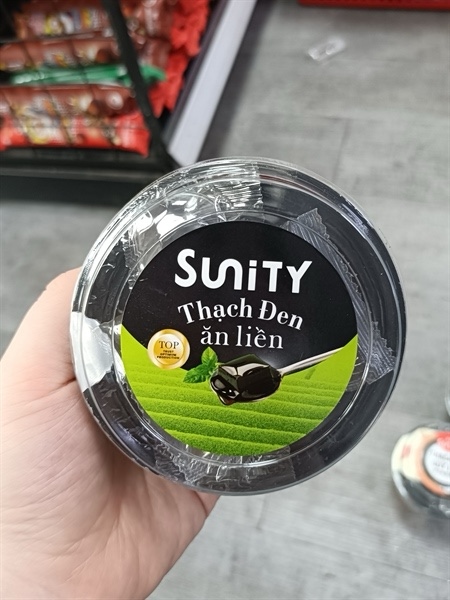 SUNiTY
Thạch Đen
ăn liền
TOP